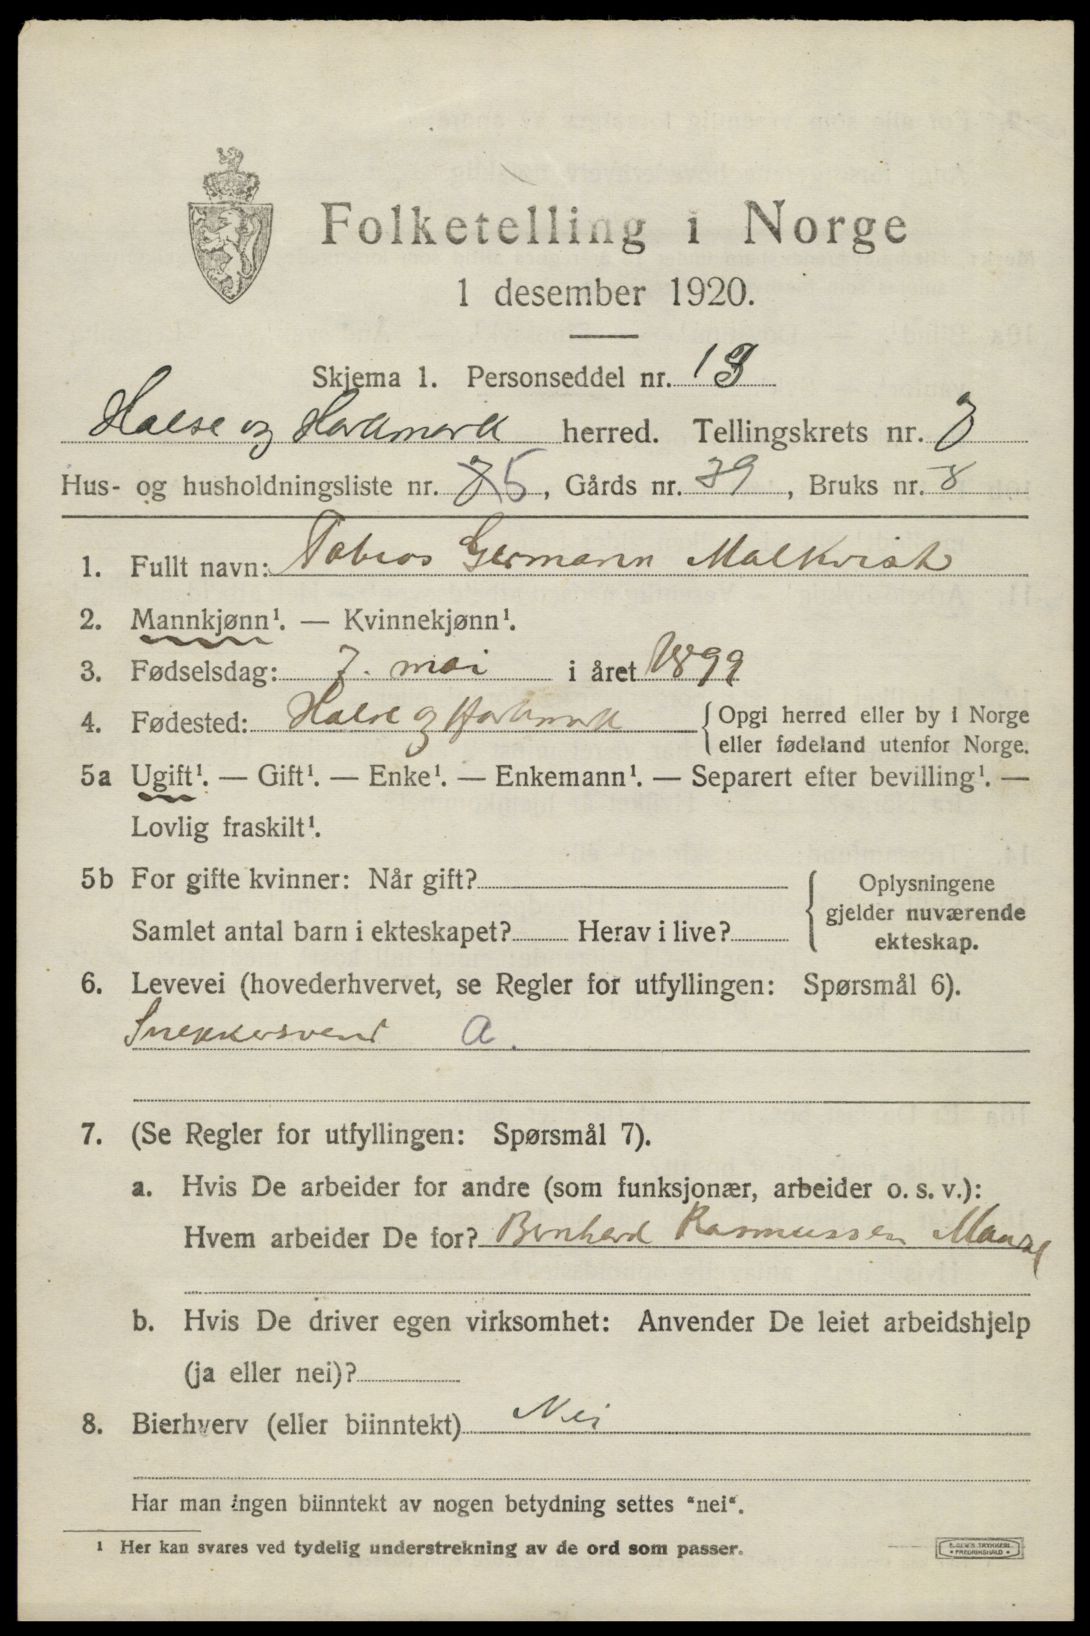 Folketelling i Norge
1 desember 1920.
Skjema 1. Personseddel nr. 13
Halse og Harkmark herred. Tellingskrets nr. 7
Hus- og husholdningsliste nr. 75, Gårds nr. 79, Bruks nr. 8
1. Fullt navn: Tobias Germann Malkvisk
2. Mannkjønn¹. — Kvinnekjønn¹.
3. Fødselsdag: 7. mai i året 1899
4. Fødested: Halse og Harkmark {Opgi herred eller by i Norge
eller fødeland utenfor Norge.
5a Ugift¹. — Gift¹. — Enke¹. — Enkemann¹. — Separert efter bevilling¹. —
Lovlig fraskilt¹.
5b For gifte kvinner: Når gift?
Samlet antal barn i ekteskapet? Herav i live?
{ Oplysningene
gjelder nuværende
ekteskap.
6. Levevei (hovederhvervet, se Regler for utfyllingen: Spørsmål 6).
Snekkersvend A.
7. (Se Regler for utfyllingen: Spørsmål 7).
a. Hvis De arbeider for andre (som funksjonær, arbeider o. s. v.):
Hvem arbeider De for? Bernhard Rasmussen Mandal
b. Hvis De driver egen virksomhet: Anvender De leiet arbeidshjelp
(ja eller nei)?
8. Bierhverv (eller biinntekt) Nei
Har man ingen biinntekt av nogen betydning settes "nei".
1 Her kan svares ved tydelig understrekning av de ord som passer.